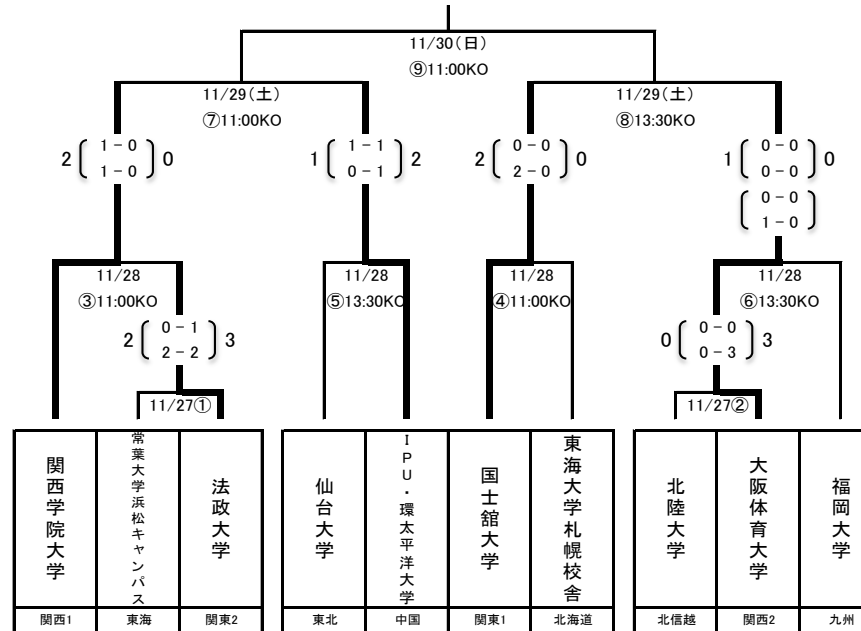 11/30(日)
⑨11:00KO
11/29(土)
⑦11:00KO
11/29(土)
⑧13:30KO
2 1-0 0
1-0
1 1-1 2
0-1
2 0-0 0
2-0
1 0-0 0
0-0
0-0
1-0
11/28
③11:00KO
11/28
⑤13:30KO
11/28
④11:00KO
11/28
⑥13:30KO
2 0-1 3
2-2
0 0-0 3
0-3
11/27①
11/27②
関西学院大学
常葉大学浜松キャンパス
法政大学
仙台大学
IPU・環太平洋大学
国士舘大学
東海大学札幌校舎
北陸大学
大阪体育大学
福岡大学
関西1
東海
関東2
東北
中国
関東1
北海道
北信越
関西2
九州